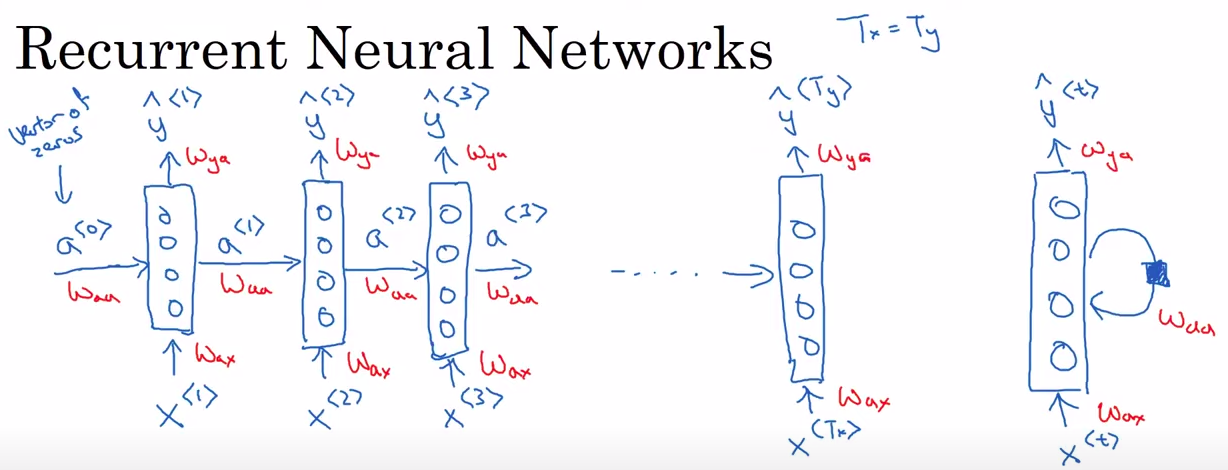 Recurrent Neural Networks
Tx = Ty
vector of
zeros
ŷ<1> ŷ<2> ŷ<3> ŷ<Ty> ŷ<t>
Wya Wya Wya Wya Wya
a<0> a<1> a<2> a<3>
Waa Waa Waa Waa Waa
Wax Wax Wax Wax Wax
x<1> x<2> x<3> x<Tx> x<t>